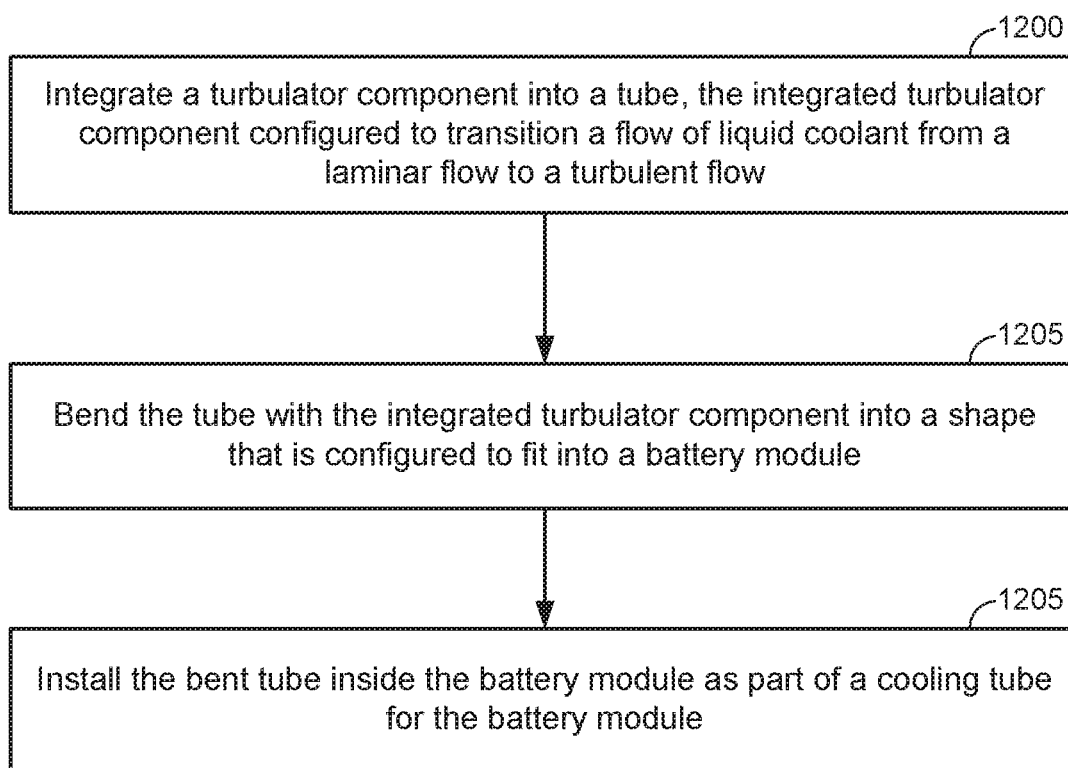 1200
Integrate a turbulator component into a tube, the integrated turbulator
component configured to transition a flow of liquid coolant from a
laminar flow to a turbulent flow
1205
Bend the tube with the integrated turbulator component into a shape
that is configured to fit into a battery module
1205
Install the bent tube inside the battery module as part of a cooling tube
for the battery module